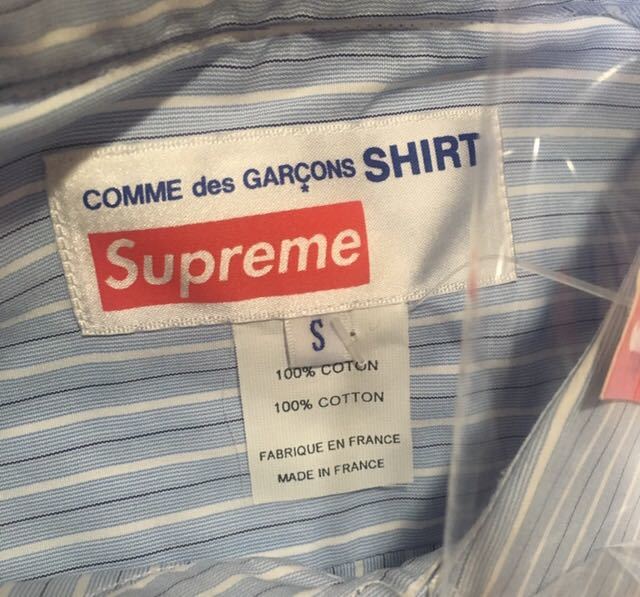 COMME des GARÇONS SHIRT
Supreme
S
100% COTON
100% COTTON
FABRIQUE EN FRANCE
MADE IN FRANCE